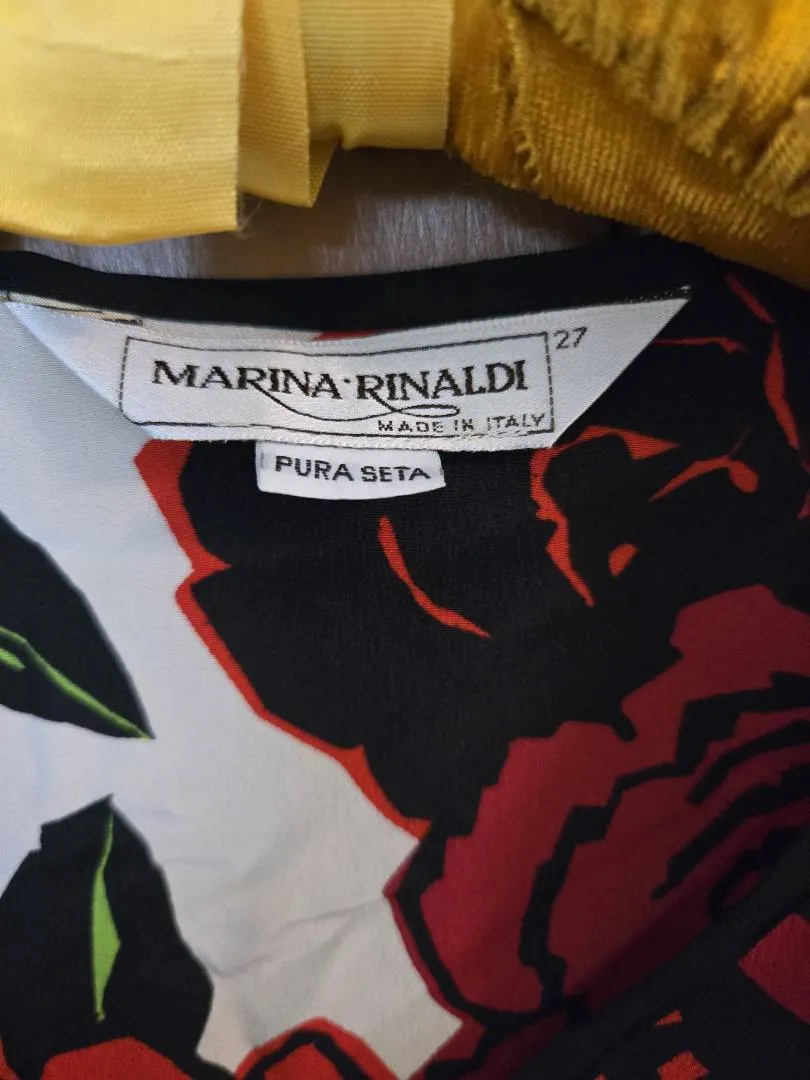 MARINA·RINALDI 27
MADE IN ITALY
PURA SETA